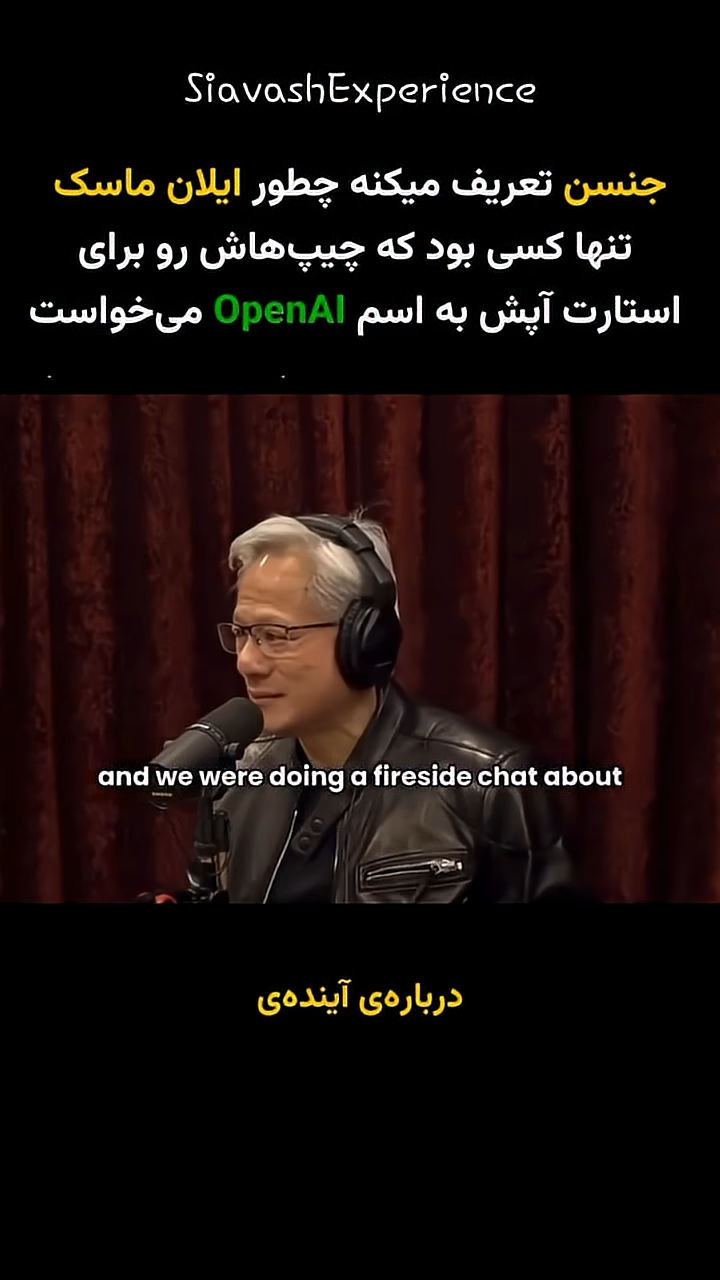 SiavashExperience
جنسن تعریف میکنه چطور ایلان ماسک
تنها کسی بود که چیپ‌هاش رو برای
استارت آپش به اسم OpenAI می‌خواست
and we were doing a fireside chat about
درباره‌ی آینده‌ی